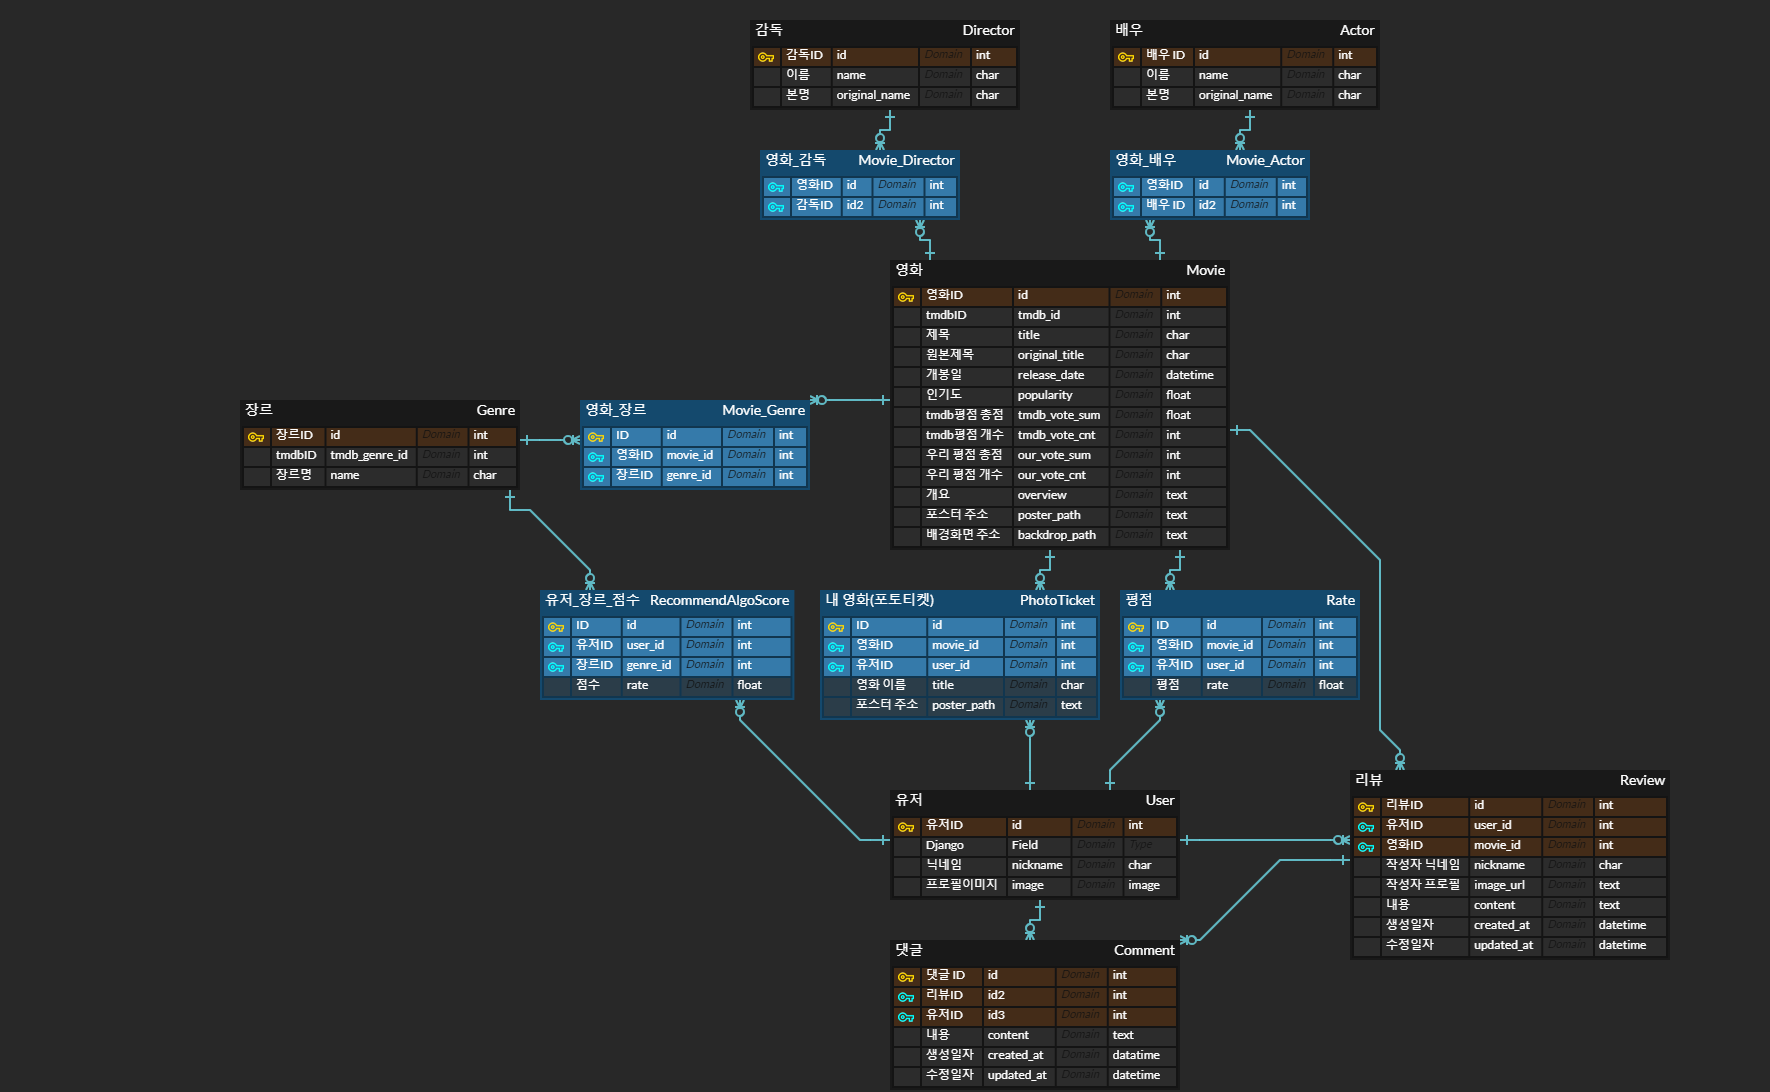 감독 Director
감독ID id Domain int
이름 name Domain char
본명 original_name Domain char
배우 Actor
배우 ID id Domain int
이름 name Domain char
본명 original_name Domain char
영화_감독 Movie_Director
영화ID id Domain int
감독ID id2 Domain int
영화_배우 Movie_Actor
영화ID id Domain int
배우 ID id2 Domain int
영화 Movie
영화ID id Domain int
tmdbID tmdb_id Domain int
제목 title Domain char
원본제목 original_title Domain char
개봉일 release_date Domain datetime
인기도 popularity Domain float
tmdb평점 총점 tmdb_vote_sum Domain float
tmdb평점 개수 tmdb_vote_cnt Domain int
우리 평점 총점 our_vote_sum Domain int
우리 평점 개수 our_vote_cnt Domain int
개요 overview Domain text
포스터 주소 poster_path Domain text
배경화면 주소 backdrop_path Domain text
장르 Genre
장르ID id Domain int
tmdbID tmdb_genre_id Domain int
장르명 name Domain char
영화_장르 Movie_Genre
ID id Domain int
영화ID movie_id Domain int
장르ID genre_id Domain int
유저_장르_점수 RecommendAlgoScore
ID id Domain int
유저ID user_id Domain int
장르ID genre_id Domain int
점수 rate Domain float
내 영화(포토티켓) PhotoTicket
ID id Domain int
영화ID movie_id Domain int
유저ID user_id Domain int
영화 이름 title Domain char
포스터 주소 poster_path Domain text
평점 Rate
ID id Domain int
영화ID movie_id Domain int
유저ID user_id Domain int
평점 rate Domain float
유저 User
유저ID id Domain int
Django Field Domain Type
닉네임 nickname Domain char
프로필이미지 image Domain image
리뷰 Review
리뷰ID id Domain int
유저ID user_id Domain int
영화ID movie_id Domain int
작성자 닉네임 nickname Domain char
작성자 프로필 image_url Domain text
내용 content Domain text
생성일자 created_at Domain datetime
수정일자 updated_at Domain datetime
댓글 Comment
댓글 ID id Domain int
리뷰ID id2 Domain int
유저ID id3 Domain int
내용 content Domain text
생성일자 created_at Domain datatime
수정일자 updated_at Domain datetime